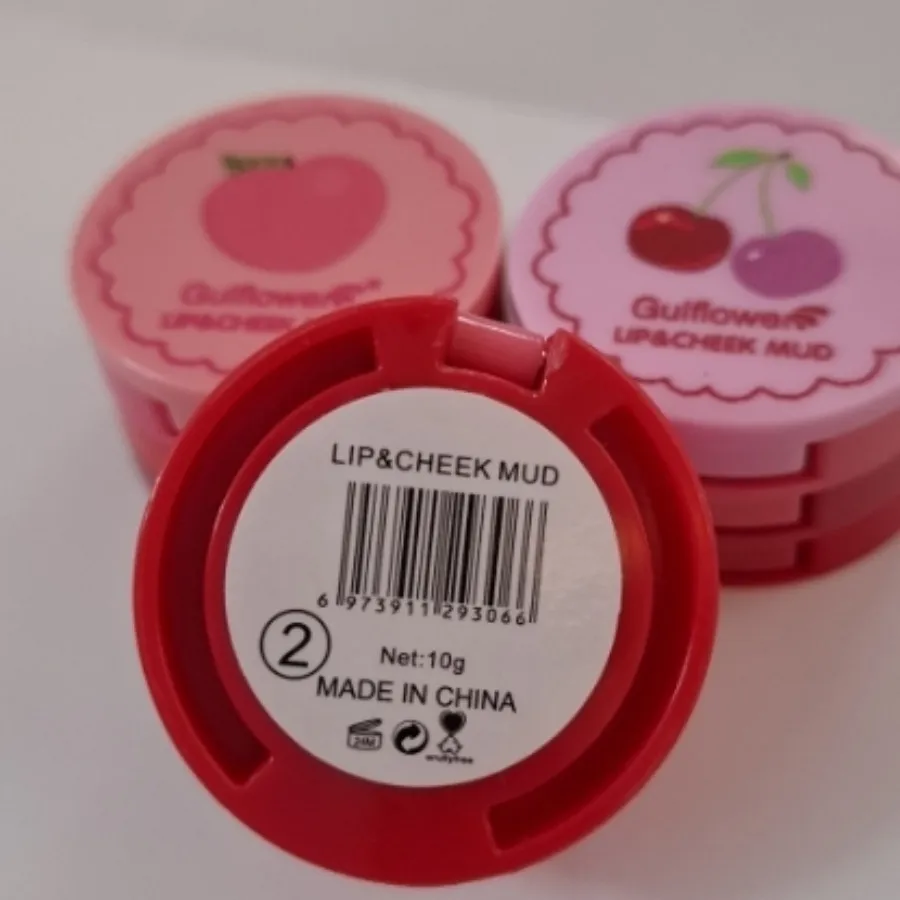 Gulflower
LIP&CHEEK
Gulflower
LIP&CHEEK MUD
LIP&CHEEK MUD
6 973911 293066
2
Net:10g
MADE IN CHINA
24M